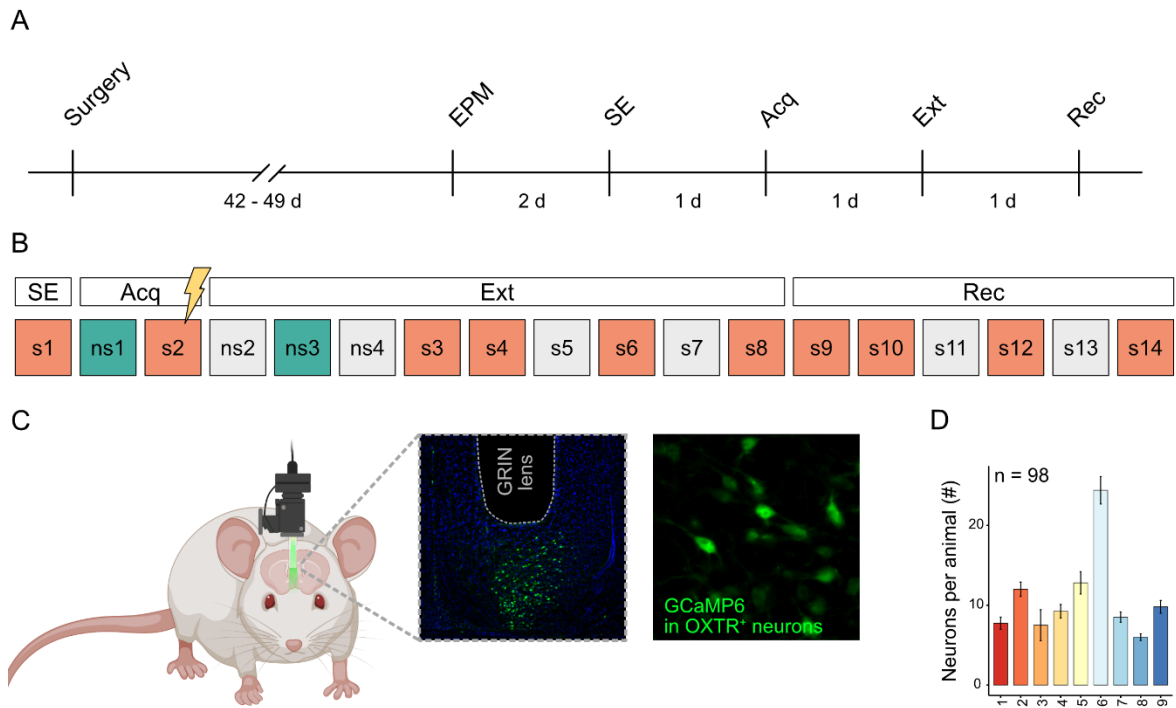 A
Surgery
EPM
SE
Acq
Ext
Rec
42 - 49 d
2 d
1 d
1 d
1 d
B
SE
Acq
Ext
Rec
s1
ns1
s2
ns2
ns3
ns4
s3
s4
s5
s6
s7
s8
s9
s10
s11
s12
s13
s14
C
GRIN
lens
GCaMP6
in OXTR⁺ neurons
D
n = 98
Neurons per animal (#)
20
10
0
1
2
3
4
5
6
7
8
9